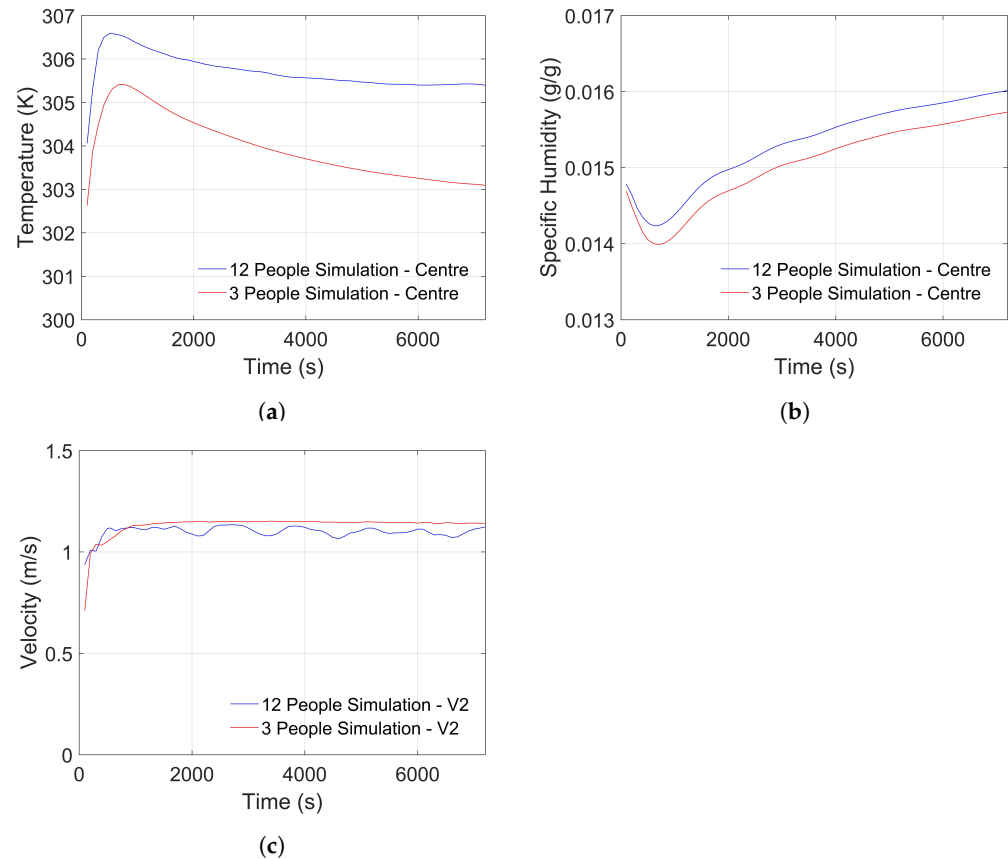 307
306
305
304
303
302
301
300
Temperature (K)
12 People Simulation - Centre
3 People Simulation - Centre
0 2000 4000 6000
Time (s)
(a)
0.017
0.016
0.015
0.014
0.013
Specific Humidity (g/g)
12 People Simulation - Centre
3 People Simulation - Centre
0 2000 4000 6000
Time (s)
(b)
1.5
1
0.5
0
Velocity (m/s)
12 People Simulation - V2
3 People Simulation - V2
0 2000 4000 6000
Time (s)
(c)